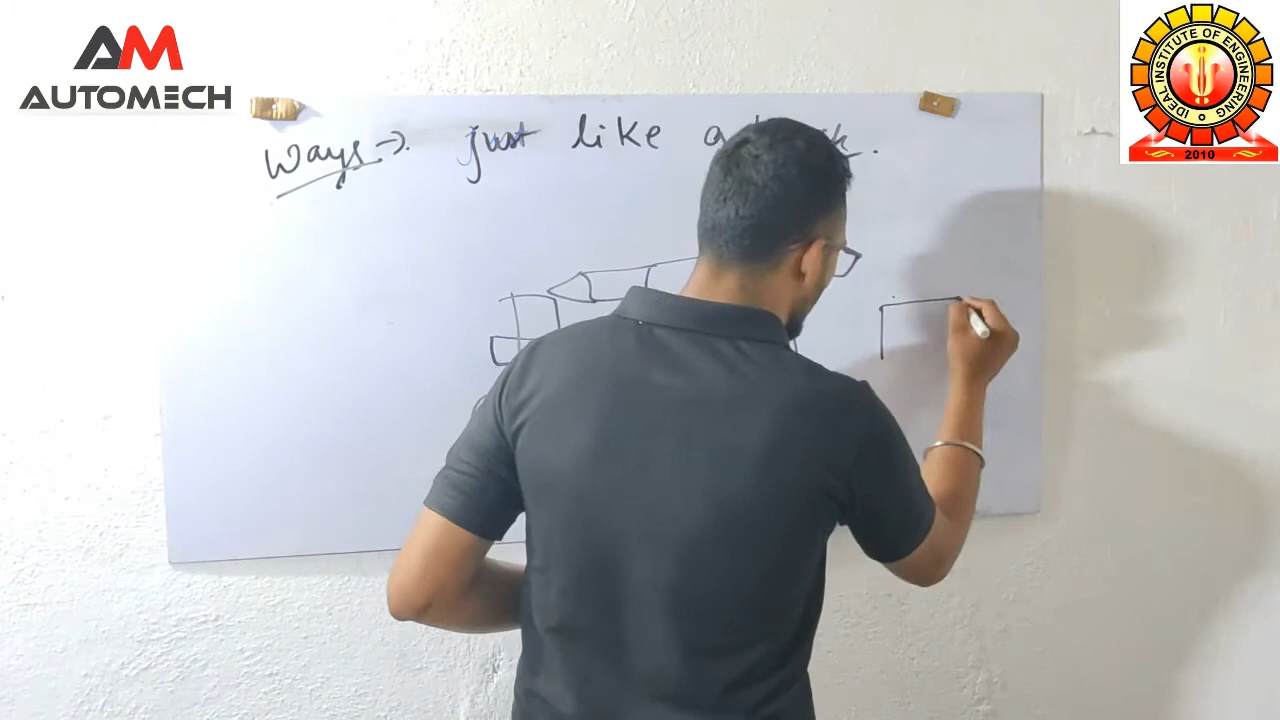 AM
AUTOMECH
IDEAL INSTITUTE OF ENGINEERING
2010
Ways → just like a